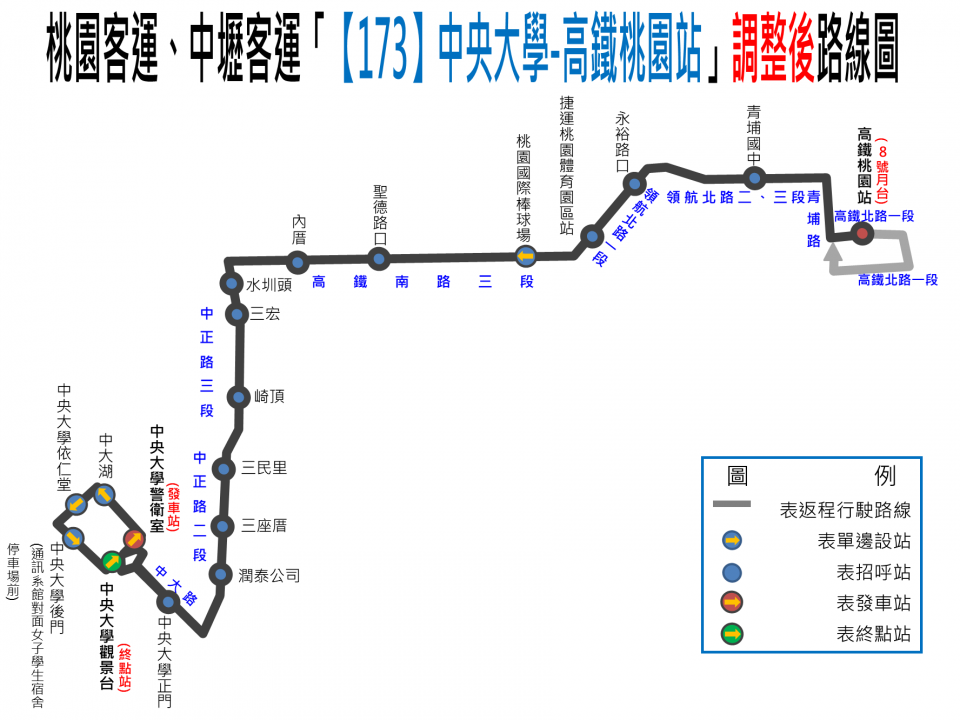 桃園客運、中壢客運「【173】中央大學-高鐵桃園站」調整後路線圖
捷運桃園體育園區站
永裕路口
青埔國中
高鐵桃園站
(8號月台)
桃園國際棒球場
聖德路口
內厝
領航北路二、三段
青埔路
高鐵北路一段
領航北路一段
高鐵北路一段
水圳頭
高鐵南路三段
三宏
中正路三段
崎頂
中央大學依仁堂
中大湖
中央大學警衛室
(發車站)
中正路二段
三民里
三座厝
潤泰公司
中大路
中央大學正門
中央大學觀景台
(終點站)
中央大學後門
(通訊系館對面女子學生宿舍
停車場前)
圖例
表返程行駛路線
表單邊設站
表招呼站
表發車站
表終點站